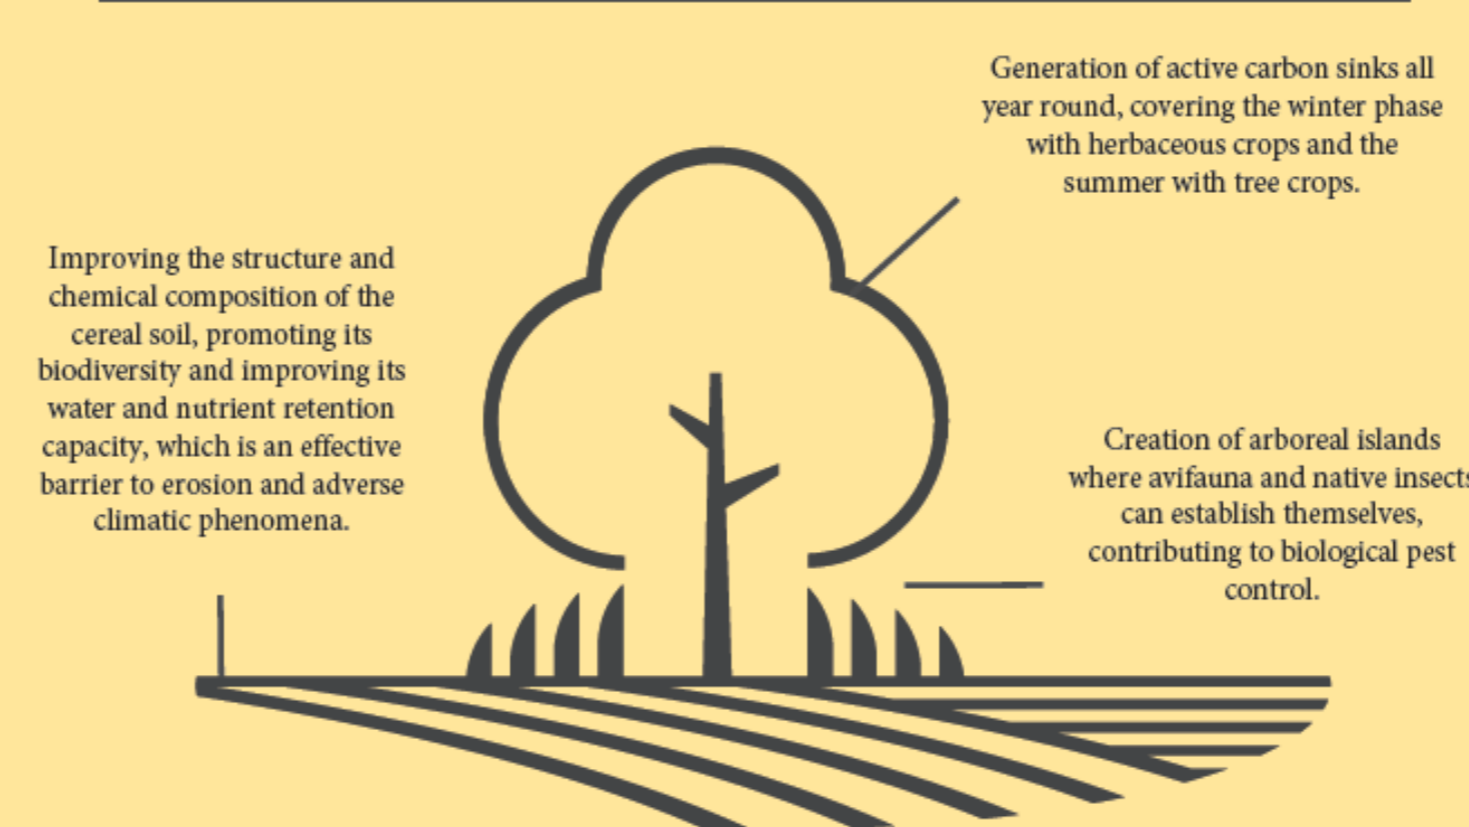 Generation of active carbon sinks all
year round, covering the winter phase
with herbaceous crops and the
summer with tree crops.
Improving the structure and
chemical composition of the
cereal soil, promoting its
biodiversity and improving its
water and nutrient retention
capacity, which is an effective
barrier to erosion and adverse
climatic phenomena.
Creation of arboreal islands
where avifauna and native insects
can establish themselves,
contributing to biological pest
control.